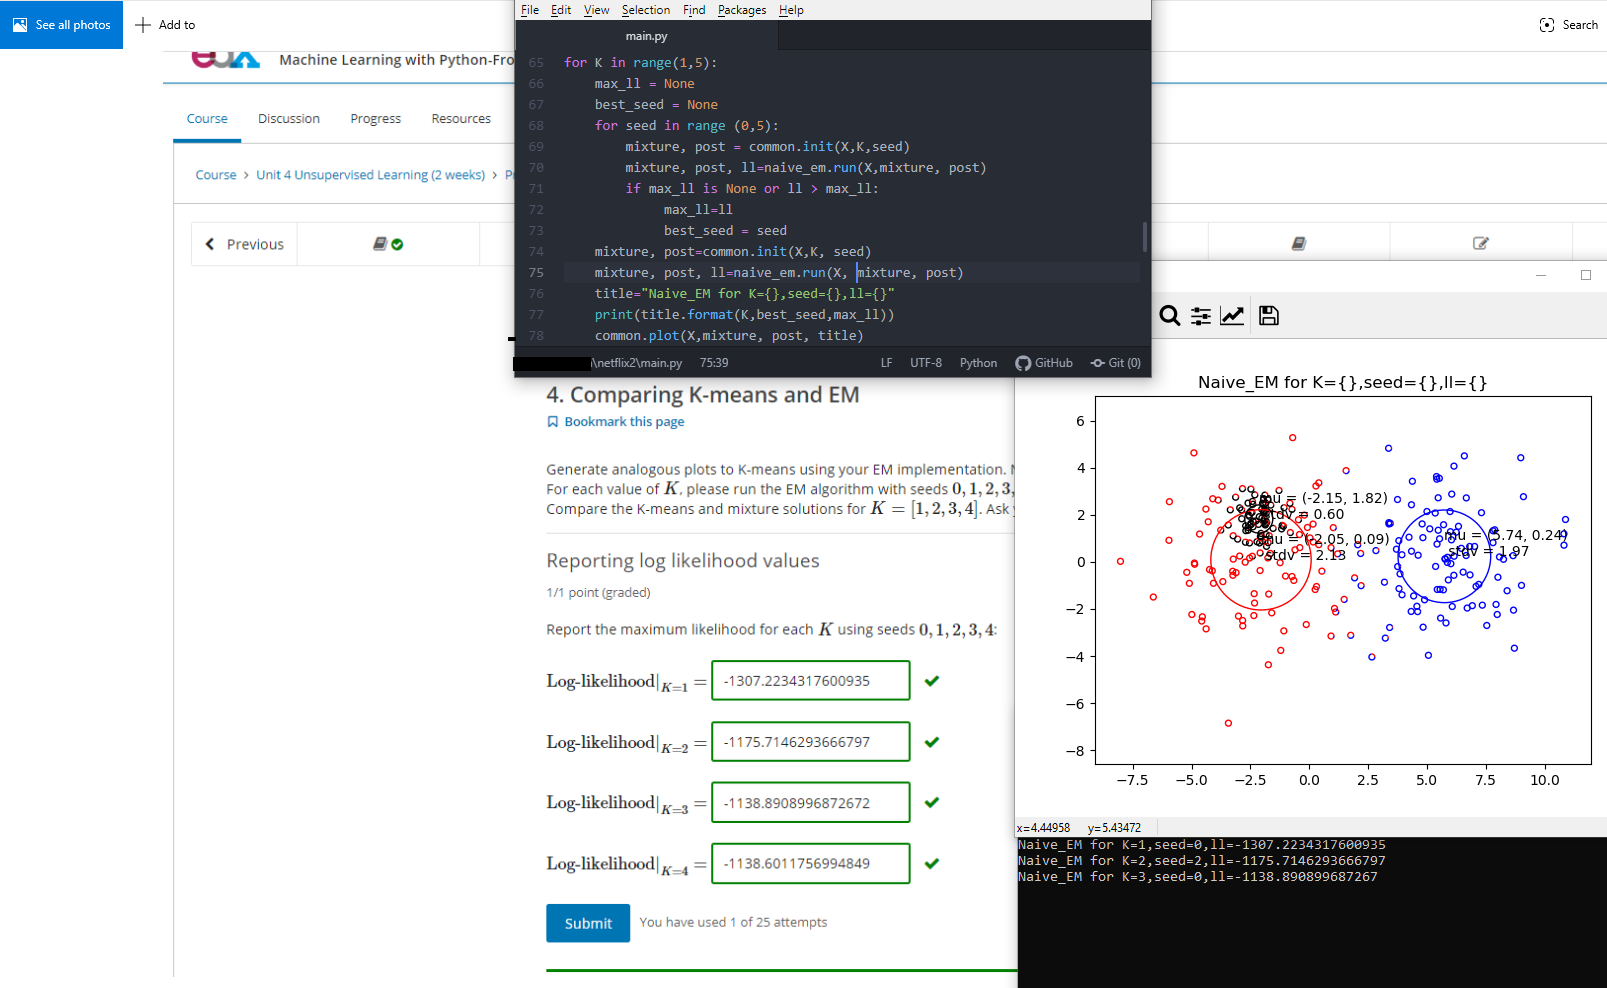 See all photos
Add to
Search
edX
Machine Learning with Python-Fro
Course
Discussion
Progress
Resources
Course > Unit 4 Unsupervised Learning (2 weeks) >
Previous
File Edit View Selection Find Packages Help
main.py
65 for K in range(1,5):
66 max_ll = None
67 best_seed = None
68 for seed in range (0,5):
69 mixture, post = common.init(X,K,seed)
70 mixture, post, ll=naive_em.run(X,mixture, post)
71 if max_ll is None or ll > max_ll:
72 max_ll=ll
73 best_seed = seed
74 mixture, post=common.init(X,K, seed)
75 mixture, post, ll=naive_em.run(X, mixture, post)
76 title="Naive_EM for K={},seed={},ll={}"
77 print(title.format(K,best_seed,max_ll))
78 common.plot(X,mixture, post, title)
\netflix2\main.py 75:39 LF UTF-8 Python GitHub Git (0)
4. Comparing K-means and EM
Bookmark this page
Generate analogous plots to K-means using your EM implementation.
For each value of K, please run the EM algorithm with seeds 0, 1, 2, 3,
Compare the K-means and mixture solutions for K = [1, 2, 3, 4]. Ask
Reporting log likelihood values
1/1 point (graded)
Report the maximum likelihood for each K using seeds 0, 1, 2, 3, 4:
Log-likelihood|K=1 = -1307.2234317600935
Log-likelihood|K=2 = -1175.7146293666797
Log-likelihood|K=3 = -1138.8908996872672
Log-likelihood|K=4 = -1138.6011756994849
Submit
You have used 1 of 25 attempts
Naive_EM for K={},seed={},ll={}
6
4
2
0
−2
−4
−6
−8
mu = (-2.15, 1.82)
stdv = 0.60
mu = (-2.05, 0.09)
stdv = 2.13
mu = (5.74, 0.24)
stdv = 1.97
−7.5 −5.0 −2.5 0.0 2.5 5.0 7.5 10.0
x=4.44958 y=5.43472
Naive_EM for K=1,seed=0,ll=-1307.2234317600935
Naive_EM for K=2,seed=2,ll=-1175.7146293666797
Naive_EM for K=3,seed=0,ll=-1138.890899687267